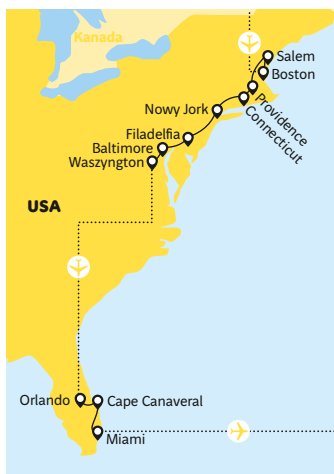 Kanada
Salem
Boston
Providence
Connecticut
Nowy Jork
Filadelfia
Baltimore
Waszyngton
USA
Orlando
Cape Canaveral
Miami